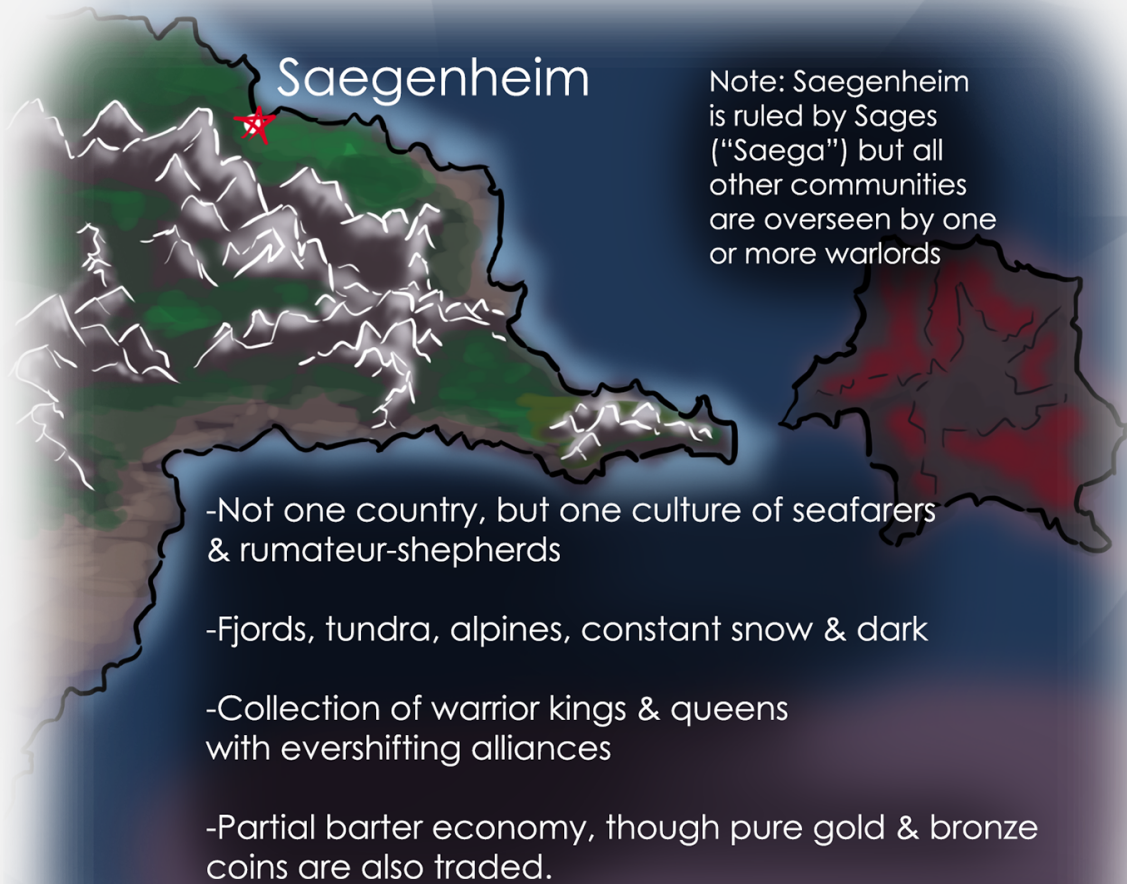 Saegenheim
Note: Saegenheim
is ruled by Sages
(“Saega”) but all
other communities
are overseen by one
or more warlords
-Not one country, but one culture of seafarers
& rumateur-shepherds
-Fjords, tundra, alpines, constant snow & dark
-Collection of warrior kings & queens
with evershifting alliances
-Partial barter economy, though pure gold & bronze
coins are also traded.